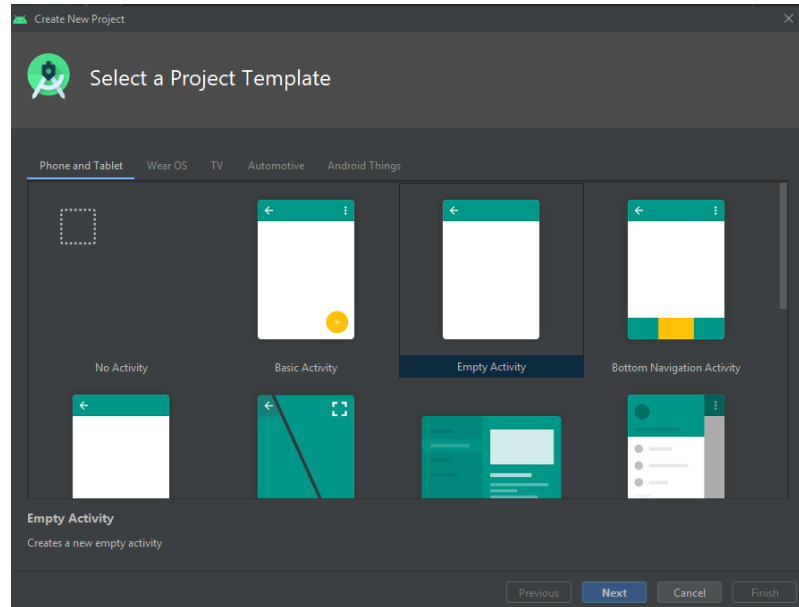 Create New Project
Select a Project Template
Phone and Tablet Wear OS TV Automotive Android Things
No Activity Basic Activity Empty Activity Bottom Navigation Activity
Empty Activity
Creates a new empty activity
Previous Next Cancel Finish